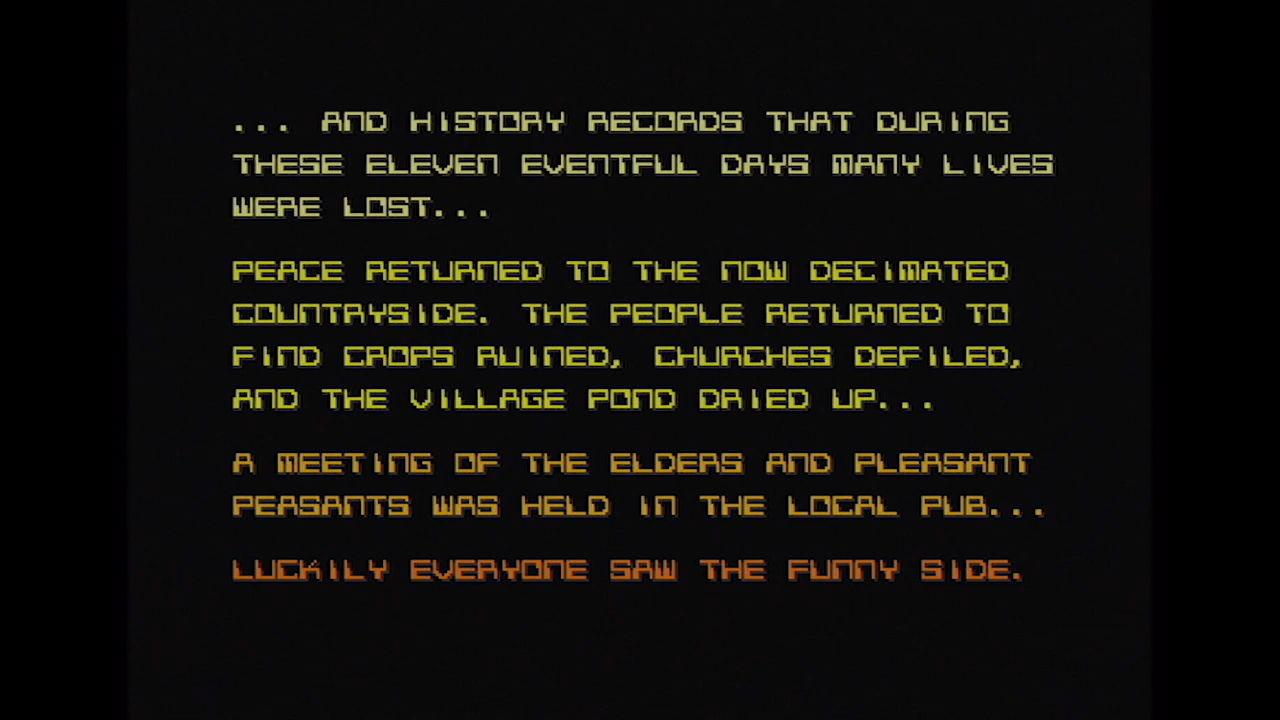 ... AND HISTORY RECORDS THAT DURING
THESE ELEVEN EVENTFUL DAYS MANY LIVES
WERE LOST...
PEACE RETURNED TO THE NOW DECIMATED
COUNTRYSIDE. THE PEOPLE RETURNED TO
FIND CROPS RUINED, CHURCHES DEFILED,
AND THE VILLAGE POND DRIED UP...
A MEETING OF THE ELDERS AND PLEASANT
PEASANTS WAS HELD IN THE LOCAL PUB...
LUCKILY EVERYONE SAW THE FUNNY SIDE.